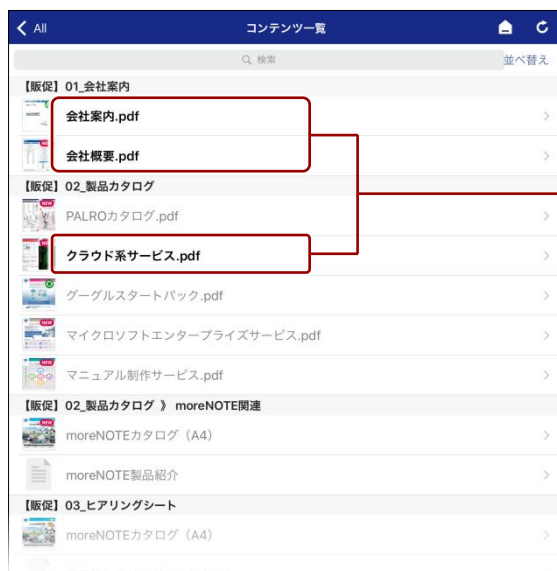 All
コンテンツ一覧
検索
並べ替え
【販促】01_会社案内
会社案内.pdf
会社概要.pdf
【販促】02_製品カタログ
NEW
PALROカタログ.pdf
NEW
クラウド系サービス.pdf
グーグルスタートパック.pdf
NEW
マイクロソフトエンタープライズサービス.pdf
NEW
マニュアル制作サービス.pdf
【販促】02_製品カタログ 》 moreNOTE関連
NEW
moreNOTEカタログ（A4）
moreNOTE製品紹介
【販促】03_ヒアリングシート
moreNOTEカタログ（A4）